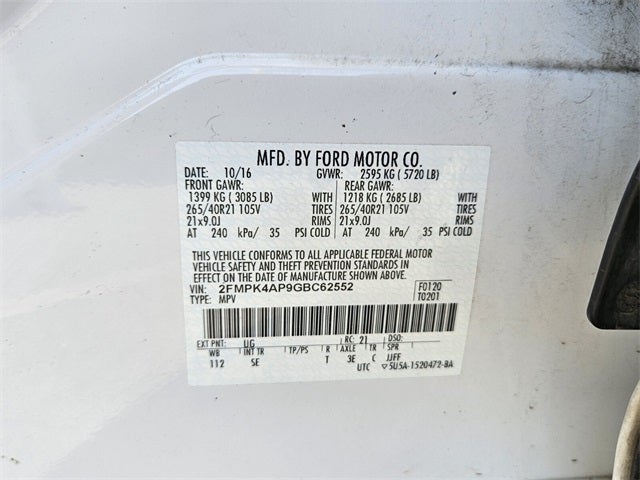 MFD. BY FORD MOTOR CO.
DATE: 10/16 GVWR: 2595 KG ( 5720 LB)
FRONT GAWR: REAR GAWR:
1399 KG ( 3085 LB) WITH 1218 KG ( 2685 LB) WITH
265/40R21 105V TIRES 265/40R21 105V TIRES
21x9.0J RIMS 21x9.0J RIMS
AT 240 kPa/ 35 PSI COLD AT 240 kPa/ 35 PSI COLD
THIS VEHICLE CONFORMS TO ALL APPLICABLE FEDERAL MOTOR
VEHICLE SAFETY AND THEFT PREVENTION STANDARDS IN
EFFECT ON THE DATE OF MANUFACTURE SHOWN ABOVE.
VIN: 2FMPK4AP9GBC62552 F0120
TYPE: MPV T0201
EXT PNT: UG RC: 21 DSO:
WB INT TR TP/PS R AXLE TR SPR
112 SE T 3E C JJFF
UTC ▽5U5A-1520472-BA